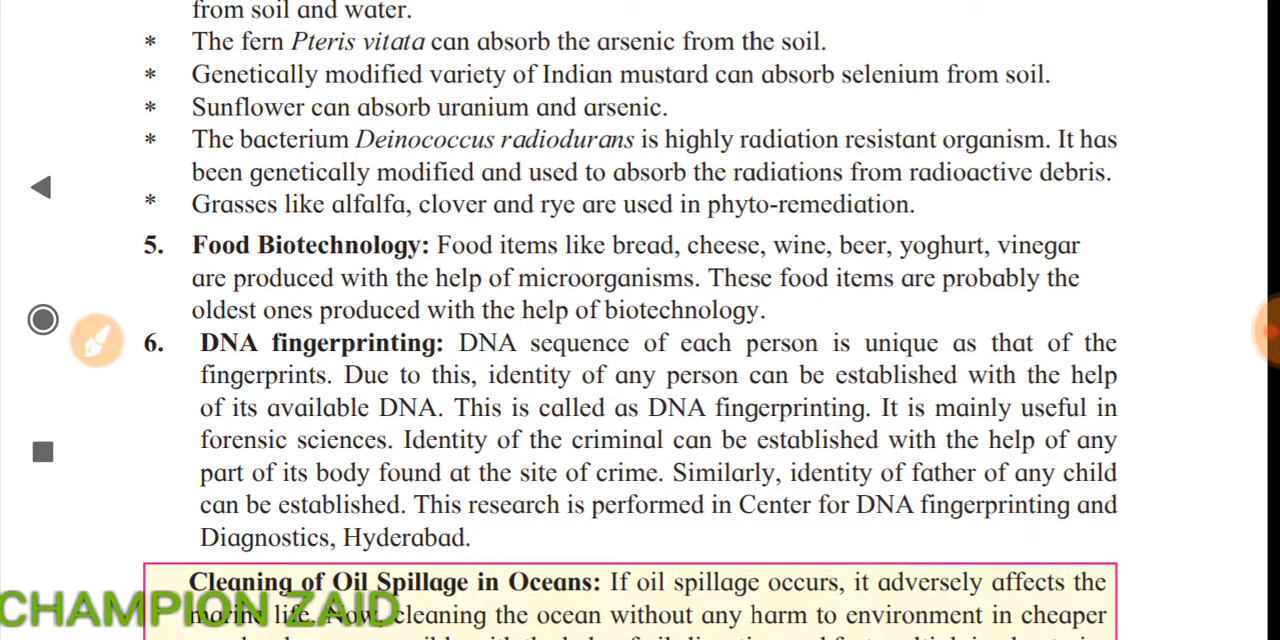 from soil and water.
* The fern Pteris vitata can absorb the arsenic from the soil.
* Genetically modified variety of Indian mustard can absorb selenium from soil.
* Sunflower can absorb uranium and arsenic.
* The bacterium Deinococcus radiodurans is highly radiation resistant organism. It has
been genetically modified and used to absorb the radiations from radioactive debris.
* Grasses like alfalfa, clover and rye are used in phyto-remediation.
5. Food Biotechnology: Food items like bread, cheese, wine, beer, yoghurt, vinegar
are produced with the help of microorganisms. These food items are probably the
oldest ones produced with the help of biotechnology.
6. DNA fingerprinting: DNA sequence of each person is unique as that of the
fingerprints. Due to this, identity of any person can be established with the help
of its available DNA. This is called as DNA fingerprinting. It is mainly useful in
forensic sciences. Identity of the criminal can be established with the help of any
part of its body found at the site of crime. Similarly, identity of father of any child
can be established. This research is performed in Center for DNA fingerprinting and
Diagnostics, Hyderabad.
Cleaning of Oil Spillage in Oceans: If oil spillage occurs, it adversely affects the
CHAMPION ZAID
marine life. Now, cleaning the ocean without any harm to environment in cheaper